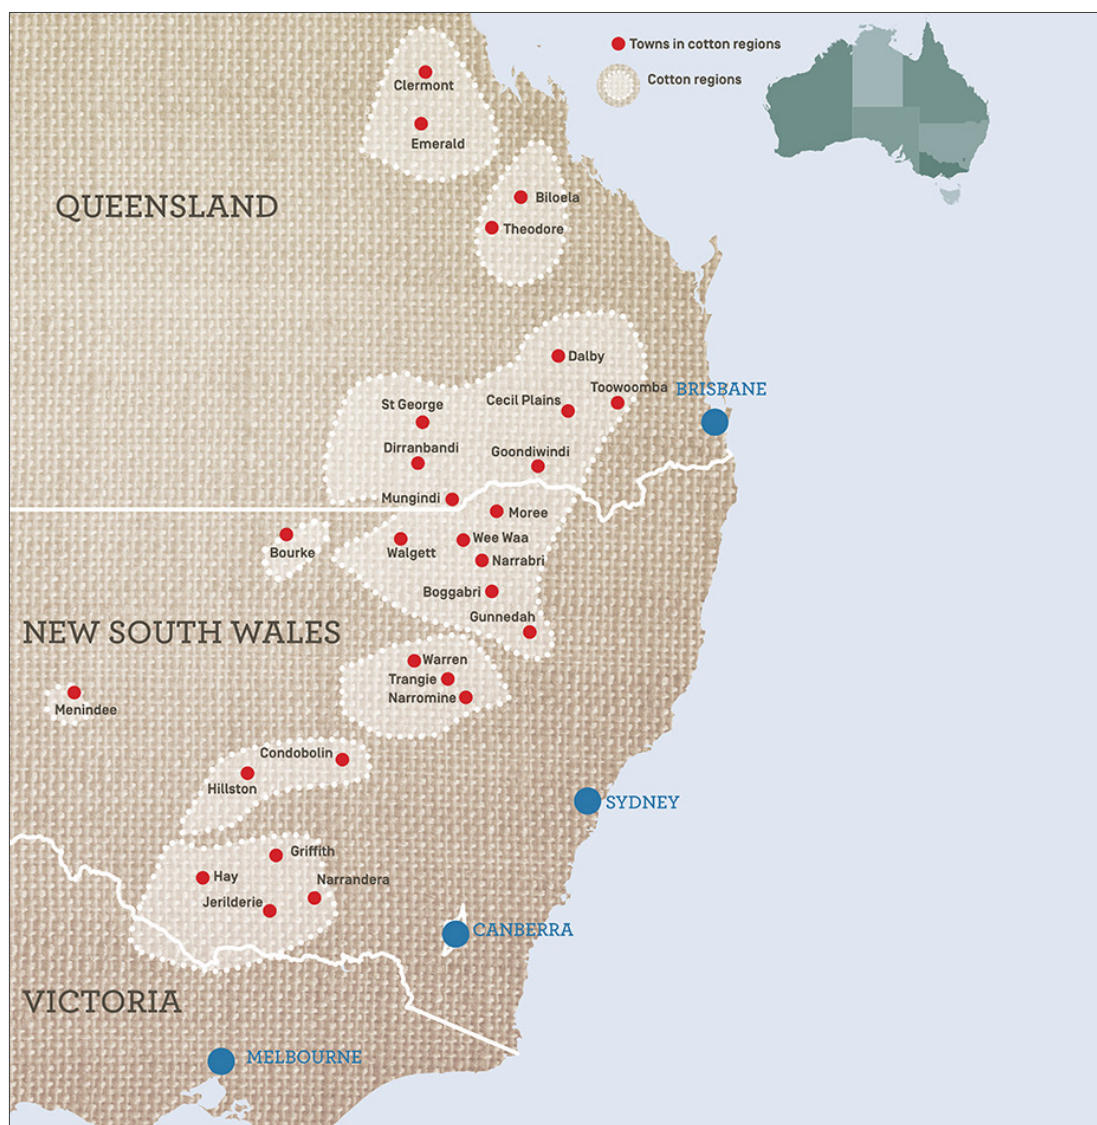 Towns in cotton regions
Cotton regions
Clermont
Emerald
QUEENSLAND
Biloela
Theodore
Dalby
Toowoomba
BRISBANE
Cecil Plains
St George
Dirranbandi
Goondiwindi
Mungindi
Moree
Bourke
Walgett
Wee Waa
Narrabri
Boggabri
Gunnedah
NEW SOUTH WALES
Warren
Trangie
Narromine
Menindee
Condobolin
Hillston
SYDNEY
Griffith
Hay
Narrandera
Jerilderie
CANBERRA
VICTORIA
MELBOURNE